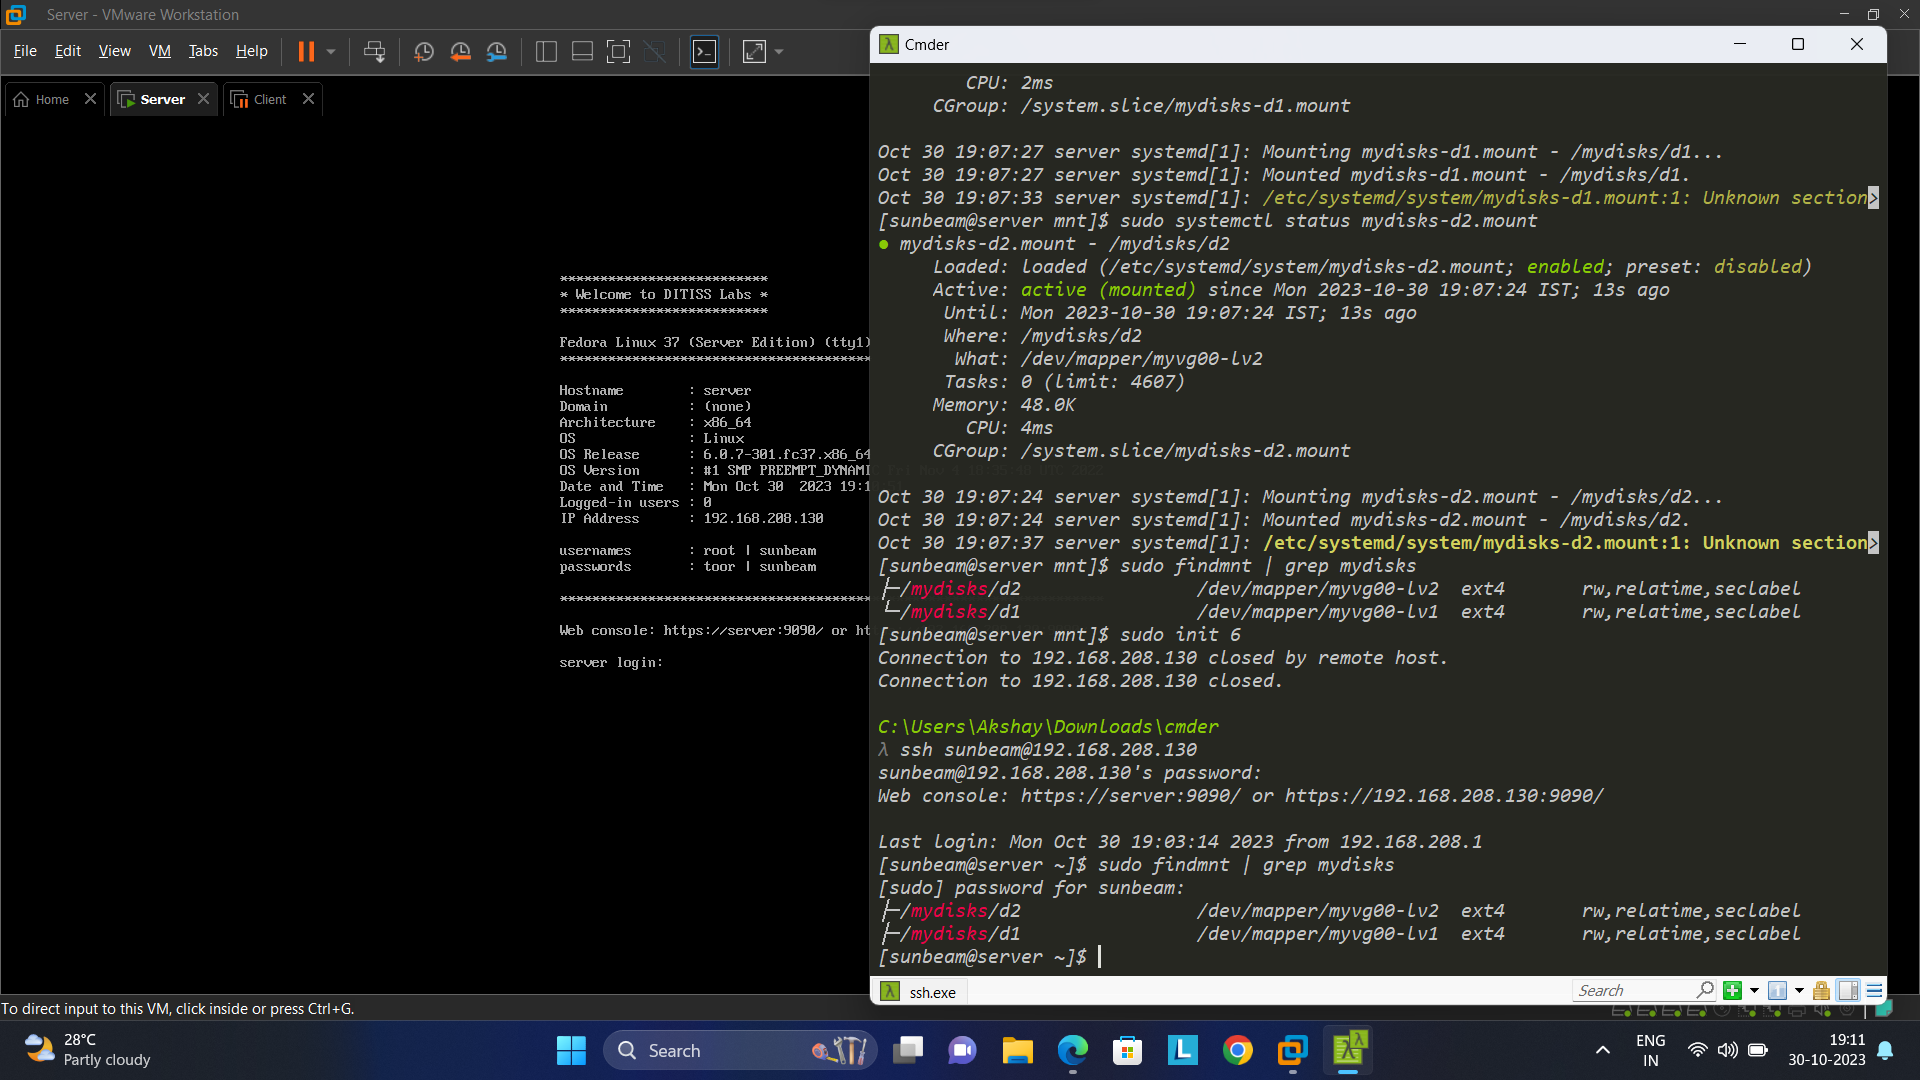 Server - VMware Workstation
File Edit View VM Tabs Help
Home
Server
Client
**************************
* Welcome to DITISS Labs *
**************************
Fedora Linux 37 (Server Edition) (tty1)
***************************************
Hostname : server
Domain : (none)
Architecture : x86_64
OS : Linux
OS Release : 6.0.7-301.fc37.x86_64
OS Version : #1 SMP PREEMPT_DYNAMI
Date and Time : Mon Oct 30 2023 19:1
Logged-in users : 0
IP Address : 192.168.208.130
usernames : root | sunbeam
passwords : toor | sunbeam
***************************************
Web console: https://server:9090/ or ht
server login:
To direct input to this VM, click inside or press Ctrl+G.
Cmder
CPU: 2ms
CGroup: /system.slice/mydisks-d1.mount
Oct 30 19:07:27 server systemd[1]: Mounting mydisks-d1.mount - /mydisks/d1...
Oct 30 19:07:27 server systemd[1]: Mounted mydisks-d1.mount - /mydisks/d1.
Oct 30 19:07:33 server systemd[1]: /etc/systemd/system/mydisks-d1.mount:1: Unknown section>
[sunbeam@server mnt]$ sudo systemctl status mydisks-d2.mount
● mydisks-d2.mount - /mydisks/d2
Loaded: loaded (/etc/systemd/system/mydisks-d2.mount; enabled; preset: disabled)
Active: active (mounted) since Mon 2023-10-30 19:07:24 IST; 13s ago
Until: Mon 2023-10-30 19:07:24 IST; 13s ago
Where: /mydisks/d2
What: /dev/mapper/myvg00-lv2
Tasks: 0 (limit: 4607)
Memory: 48.0K
CPU: 4ms
CGroup: /system.slice/mydisks-d2.mount
Oct 30 19:07:24 server systemd[1]: Mounting mydisks-d2.mount - /mydisks/d2...
Oct 30 19:07:24 server systemd[1]: Mounted mydisks-d2.mount - /mydisks/d2.
Oct 30 19:07:37 server systemd[1]: /etc/systemd/system/mydisks-d2.mount:1: Unknown section>
[sunbeam@server mnt]$ sudo findmnt | grep mydisks
├─/mydisks/d2 /dev/mapper/myvg00-lv2 ext4 rw,relatime,seclabel
└─/mydisks/d1 /dev/mapper/myvg00-lv1 ext4 rw,relatime,seclabel
[sunbeam@server mnt]$ sudo init 6
Connection to 192.168.208.130 closed by remote host.
Connection to 192.168.208.130 closed.
C:\Users\Akshay\Downloads\cmder
λ ssh sunbeam@192.168.208.130
sunbeam@192.168.208.130's password:
Web console: https://server:9090/ or https://192.168.208.130:9090/
Last login: Mon Oct 30 19:03:14 2023 from 192.168.208.1
[sunbeam@server ~]$ sudo findmnt | grep mydisks
[sudo] password for sunbeam:
├─/mydisks/d2 /dev/mapper/myvg00-lv2 ext4 rw,relatime,seclabel
├─/mydisks/d1 /dev/mapper/myvg00-lv1 ext4 rw,relatime,seclabel
[sunbeam@server ~]$
ssh.exe
Search
28°C
Partly cloudy
Search
ENG
IN
19:11
30-10-2023